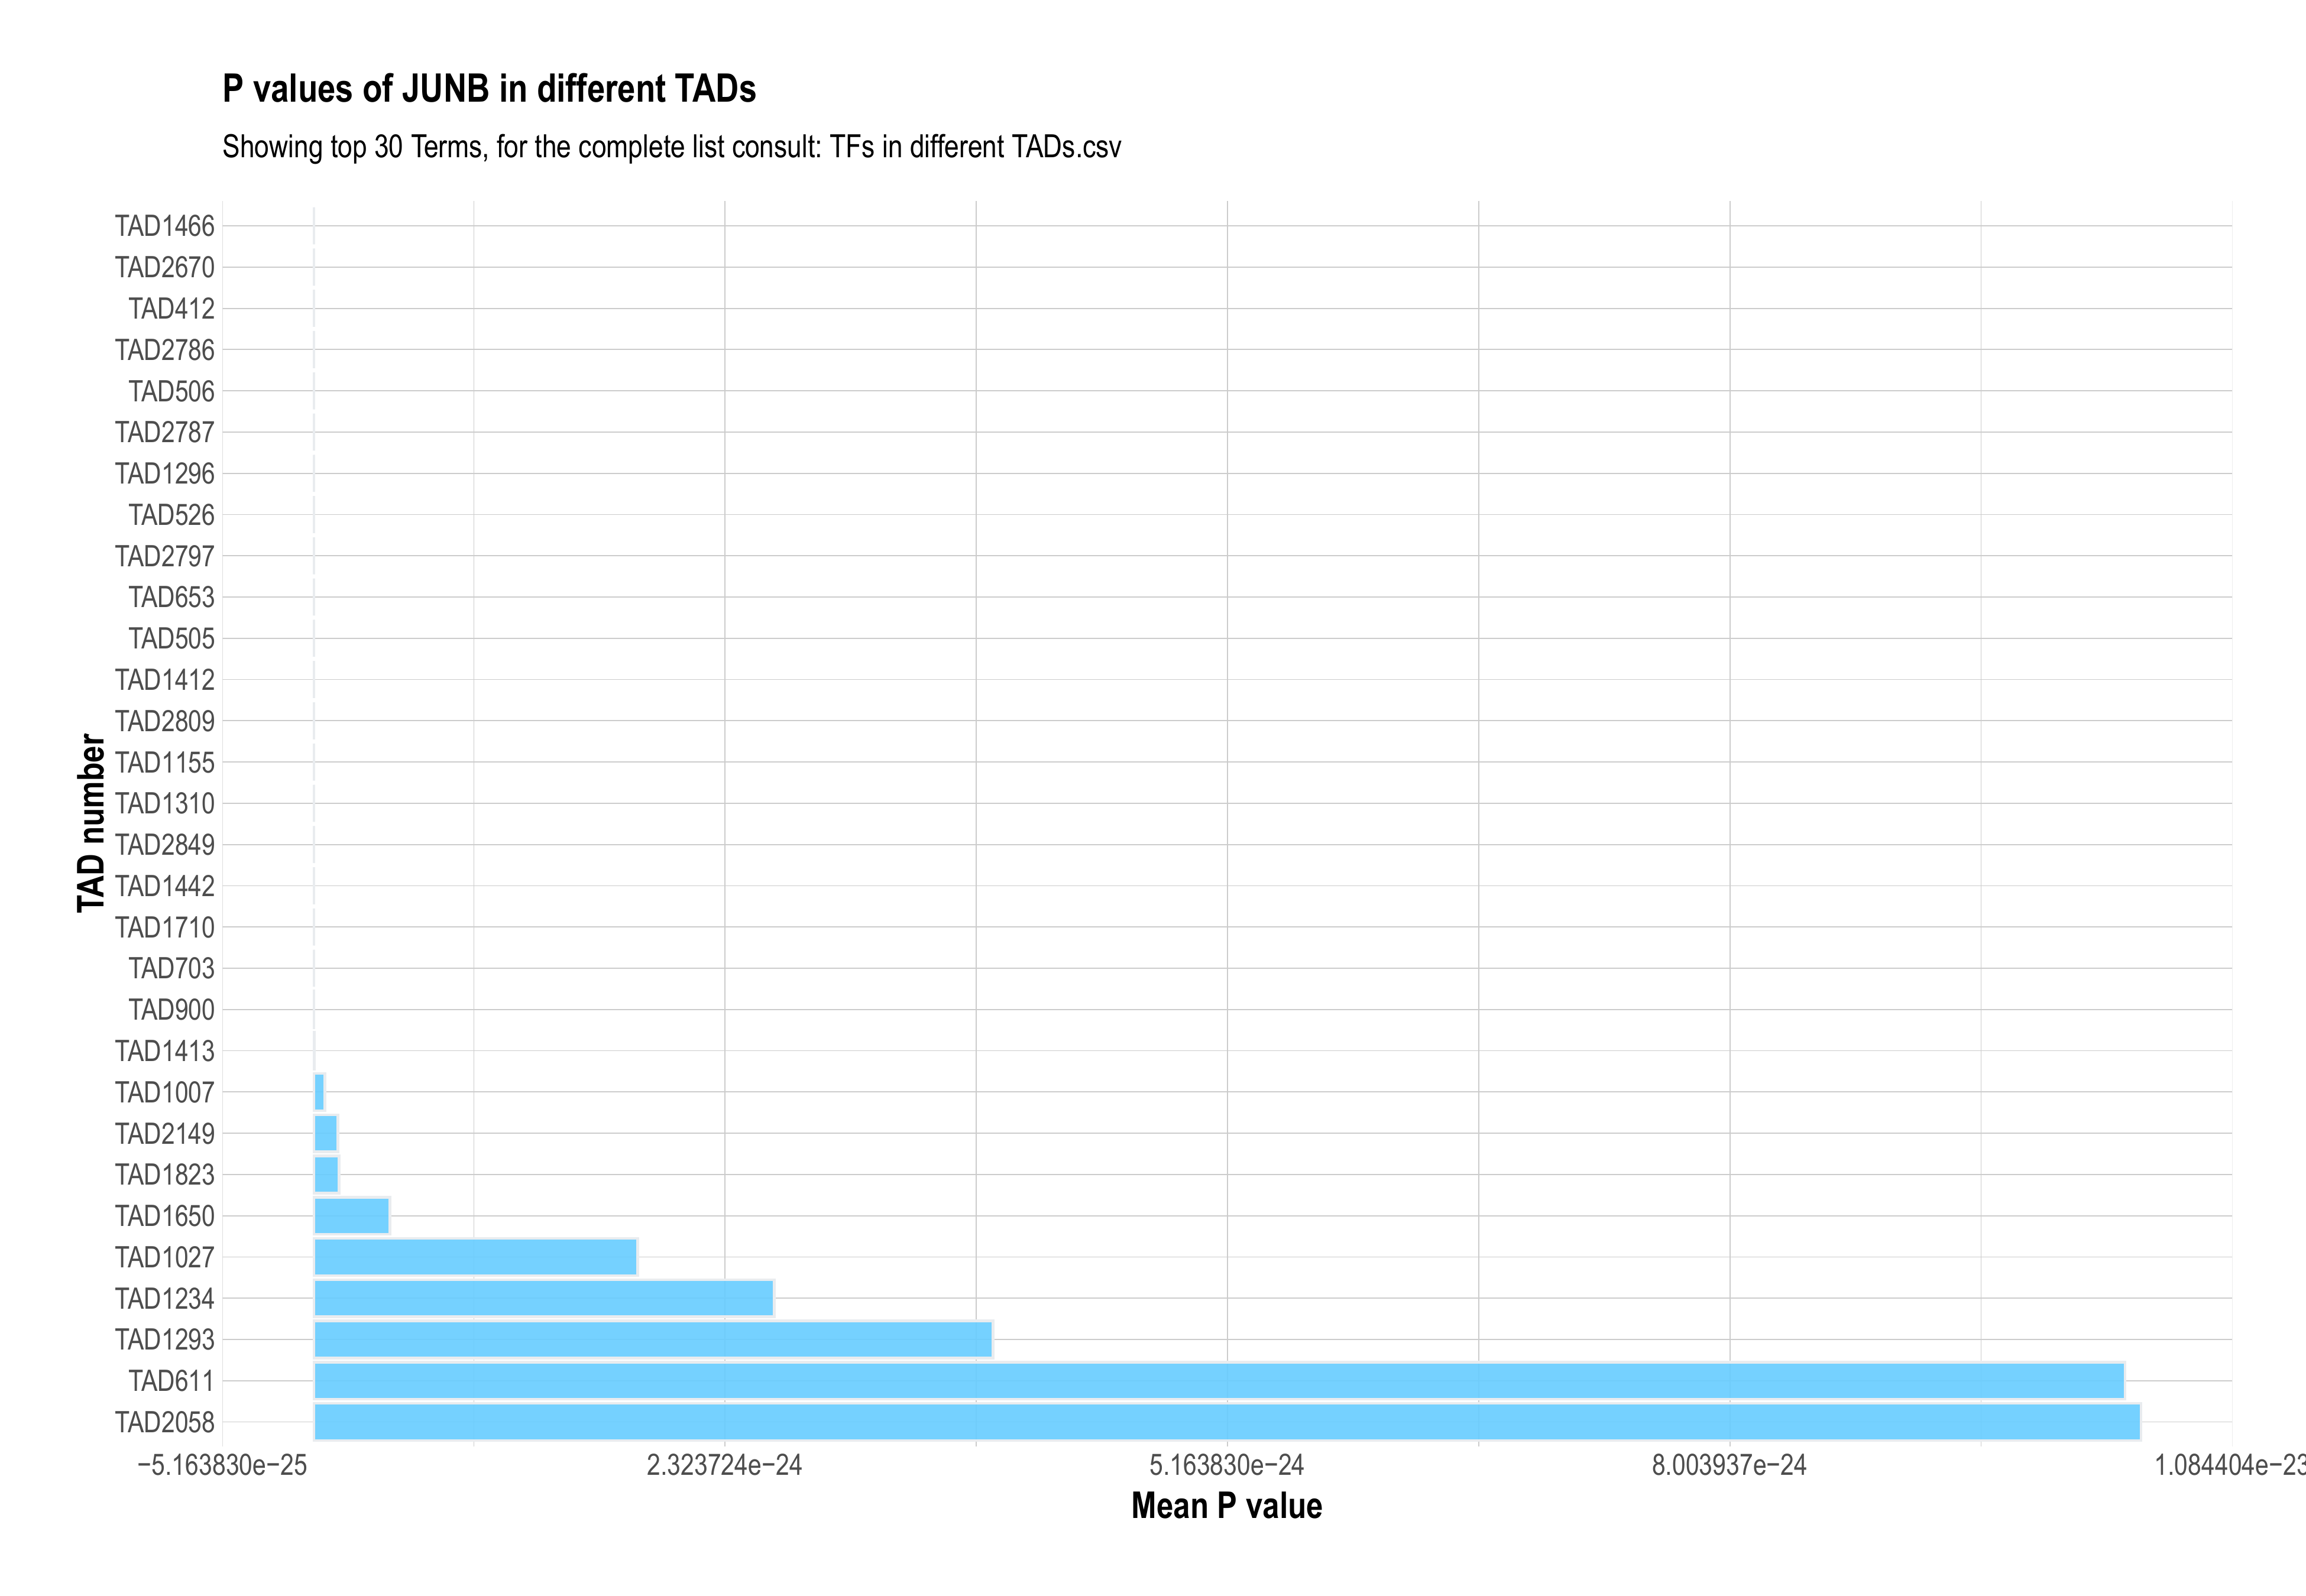 P values of JUNB in different TADs
Showing top 30 Terms, for the complete list consult: TFs in different TADs.csv
TAD number
TAD1466
TAD2670
TAD412
TAD2786
TAD506
TAD2787
TAD1296
TAD526
TAD2797
TAD653
TAD505
TAD1412
TAD2809
TAD1155
TAD1310
TAD2849
TAD1442
TAD1710
TAD703
TAD900
TAD1413
TAD1007
TAD2149
TAD1823
TAD1650
TAD1027
TAD1234
TAD1293
TAD611
TAD2058
−5.163830e−25 2.323724e−24 5.163830e−24 8.003937e−24 1.084404e−23
Mean P value